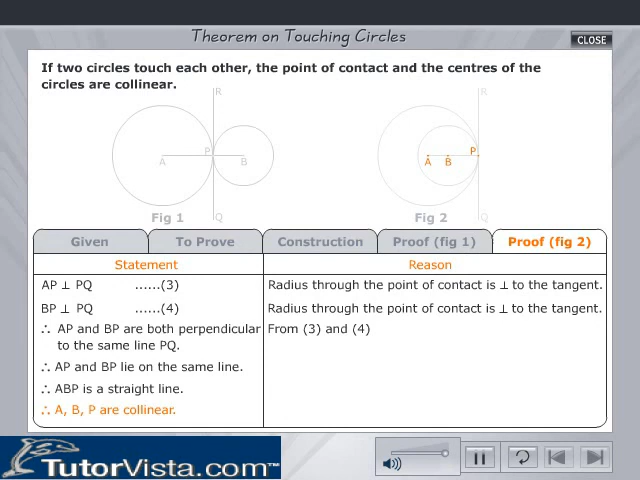 Theorem on Touching Circles
CLOSE
If two circles touch each other, the point of contact and the centres of the
circles are collinear.
R
P
A
B
Q
Fig 1
R
P
A
B
Q
Fig 2
Given
To Prove
Construction
Proof (fig 1)
Proof (fig 2)
Statement
Reason
AP ⊥ PQ ......(3)
Radius through the point of contact is ⊥ to the tangent.
BP ⊥ PQ ......(4)
Radius through the point of contact is ⊥ to the tangent.
∴ AP and BP are both perpendicular
to the same line PQ.
From (3) and (4)
∴ AP and BP lie on the same line.
∴ ABP is a straight line.
∴ A, B, P are collinear.
TutorVista.com™